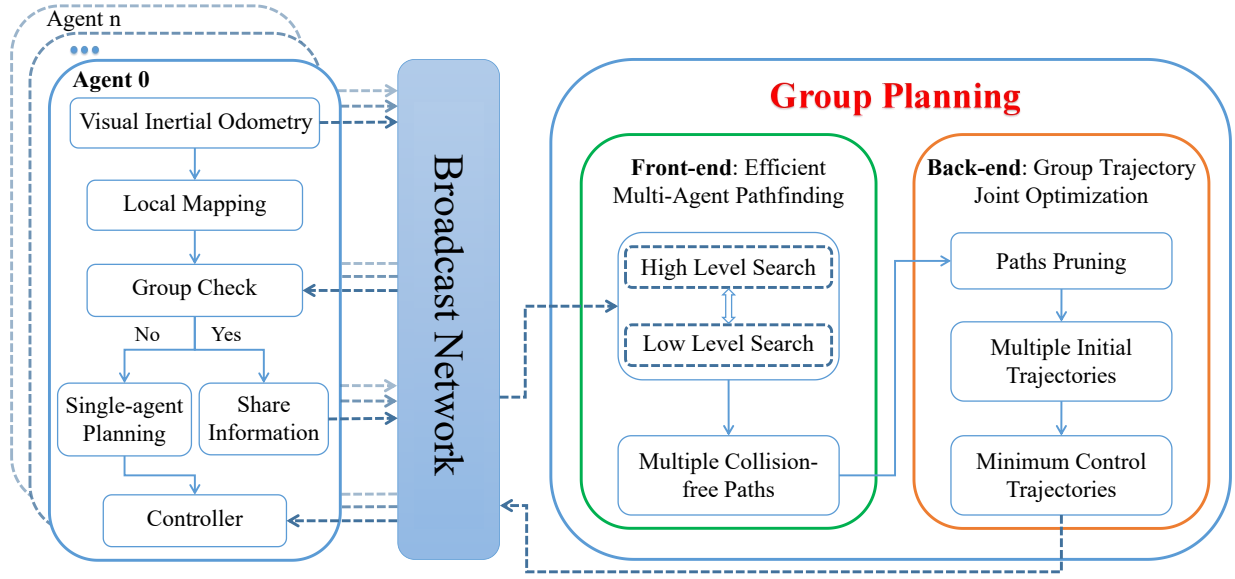 Agent n
Agent 0
Visual Inertial Odometry
Local Mapping
Group Check
No
Yes
Single-agent
Planning
Share
Information
Controller
Broadcast Network
Group Planning
Front-end: Efficient
Multi-Agent Pathfinding
High Level Search
Low Level Search
Multiple Collision-
free Paths
Back-end: Group Trajectory
Joint Optimization
Paths Pruning
Multiple Initial
Trajectories
Minimum Control
Trajectories